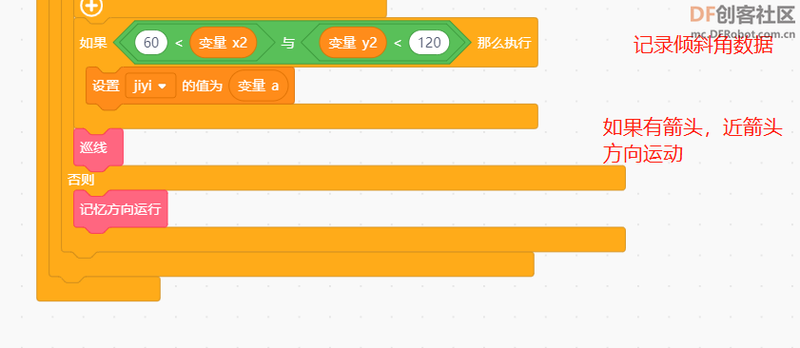 DF创客社区
mc.DFRobot.com.cn
如果 60 < 变量 x2 与 变量 y2 < 120 那么执行
记录倾斜角数据
设置 jiyi 的值为 变量 a
如果有箭头，近箭头
方向运动
巡线
否则
记忆方向运行